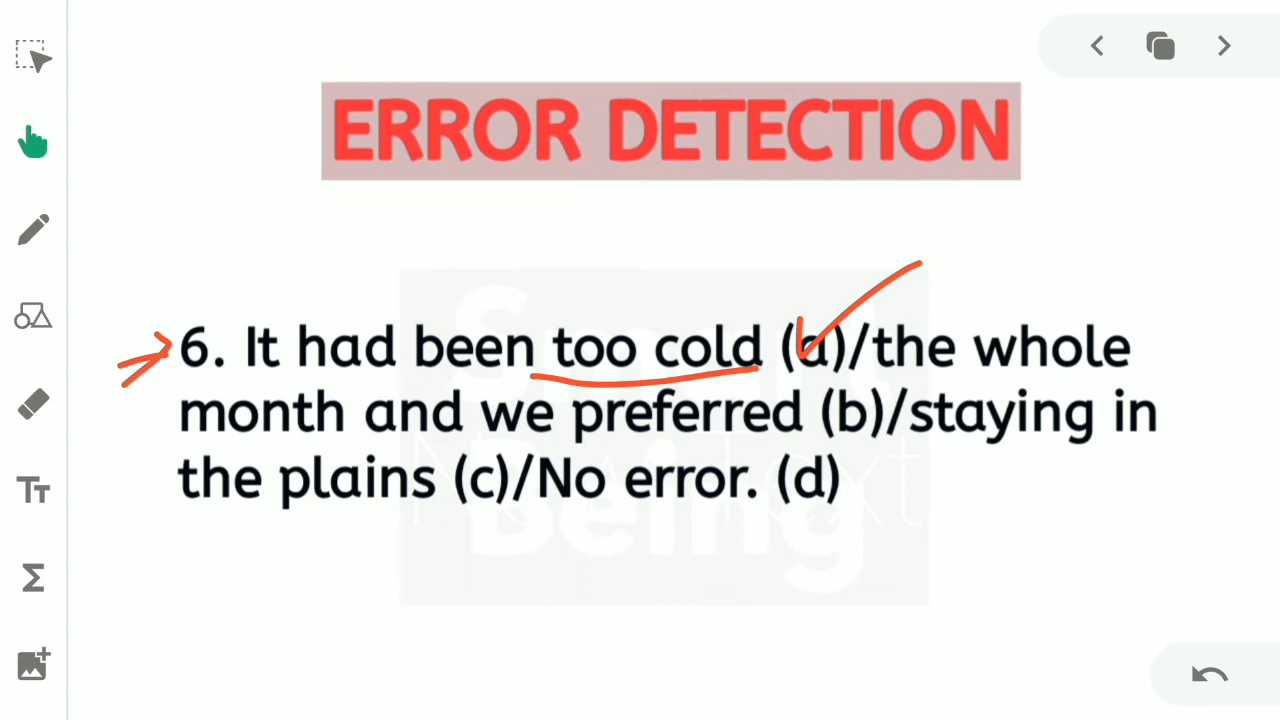 ERROR DETECTION
6. It had been too cold (a)/the whole
month and we preferred (b)/staying in
the plains (c)/No error. (d)